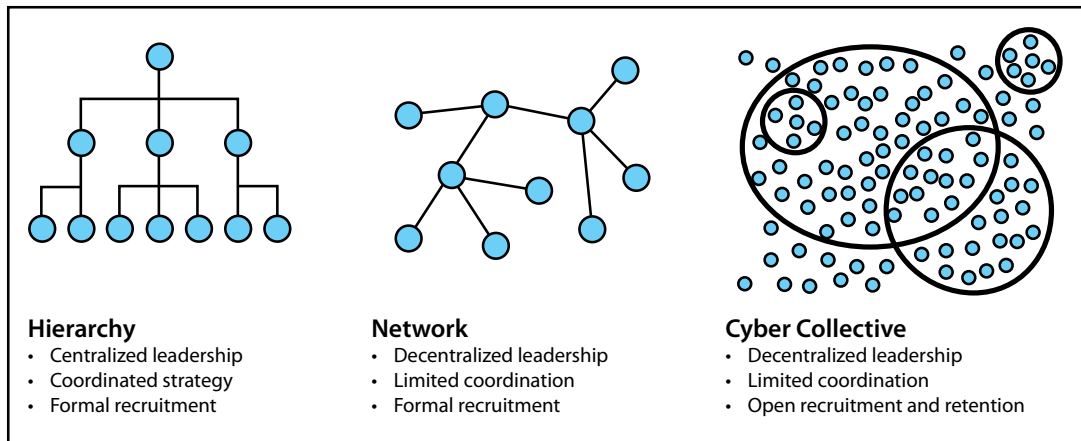 Hierarchy
• Centralized leadership
• Coordinated strategy
• Formal recruitment
Network
• Decentralized leadership
• Limited coordination
• Formal recruitment
Cyber Collective
• Decentralized leadership
• Limited coordination
• Open recruitment and retention